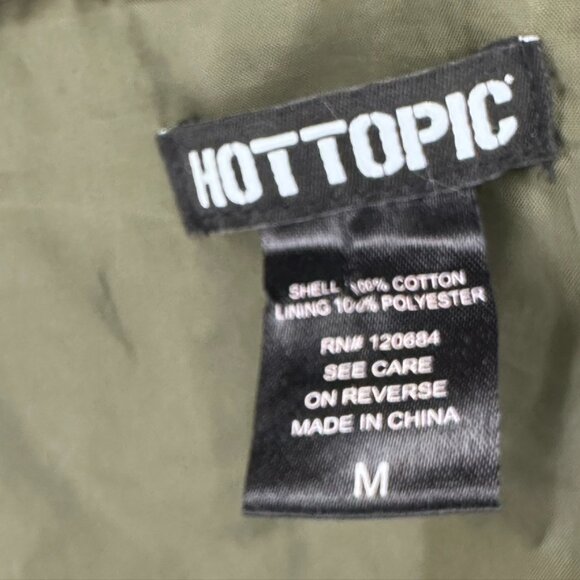 HOTTOPIC
SHELL 100% COTTON
LINING 100% POLYESTER
RN# 120684
SEE CARE
ON REVERSE
MADE IN CHINA
M